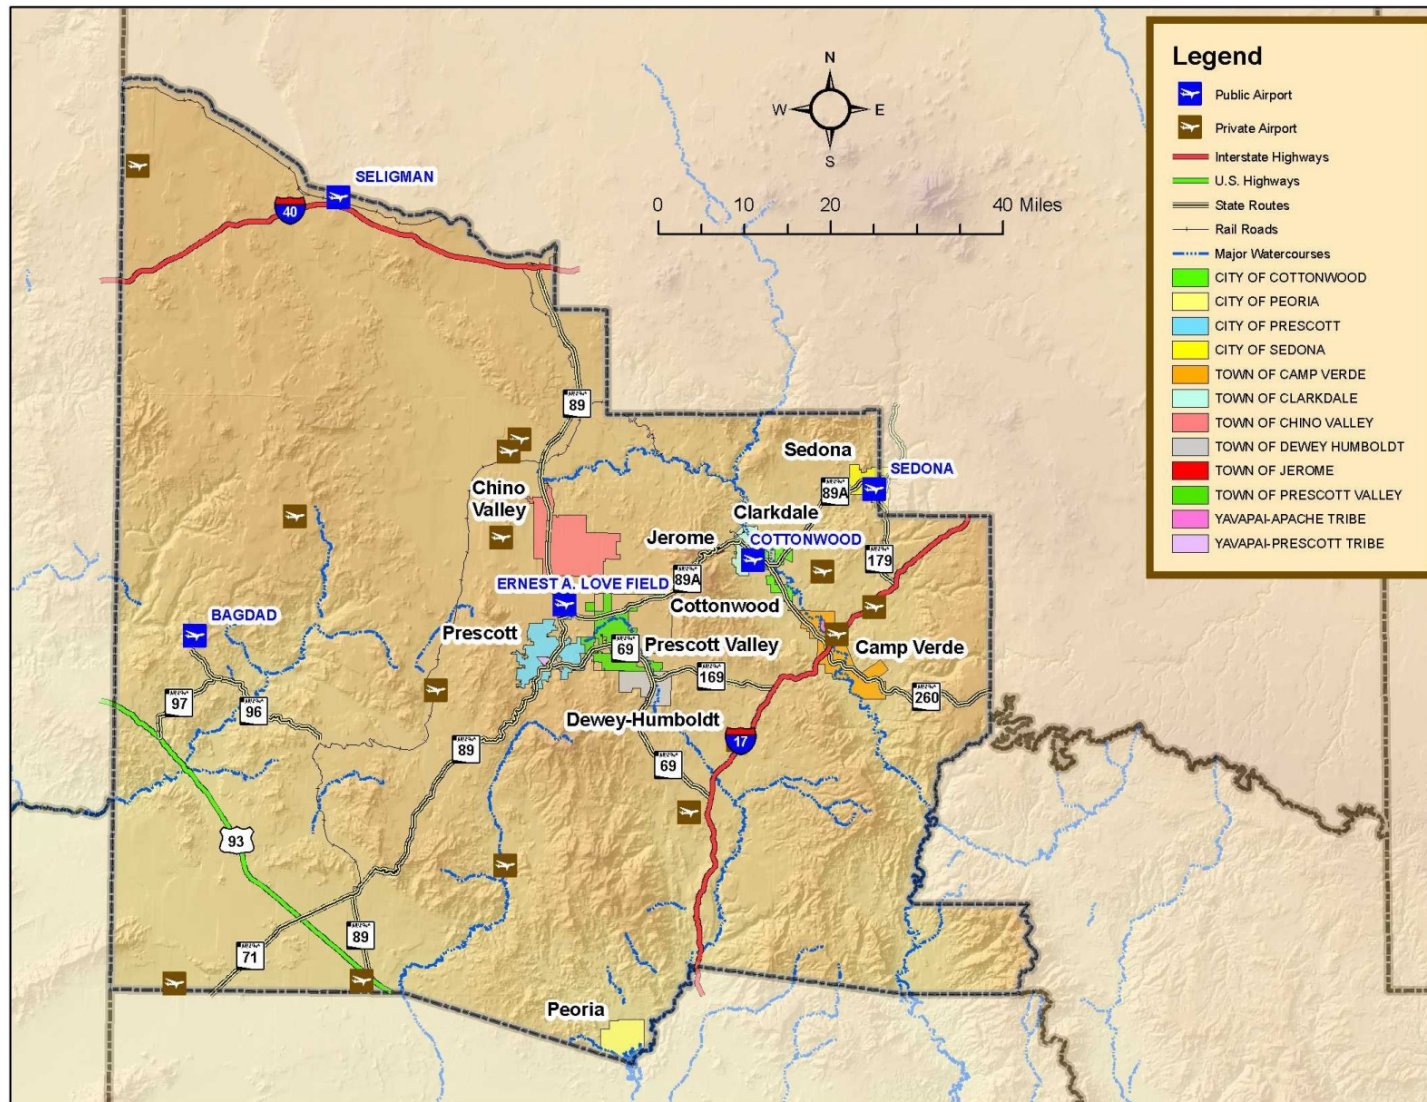 Legend
Public Airport
Private Airport
Interstate Highways
U.S. Highways
State Routes
Rail Roads
Major Watercourses
CITY OF COTTONWOOD
CITY OF PEORIA
CITY OF PRESCOTT
CITY OF SEDONA
TOWN OF CAMP VERDE
TOWN OF CLARKDALE
TOWN OF CHINO VALLEY
TOWN OF DEWEY HUMBOLDT
TOWN OF JEROME
TOWN OF PRESCOTT VALLEY
YAVAPAI-APACHE TRIBE
YAVAPAI-PRESCOTT TRIBE
N
W E
S
0 10 20 40 Miles
SELIGMAN
40
89
Sedona
SEDONA
89A
Chino
Valley
Clarkdale
COTTONWOOD
Jerome
179
89A
ERNEST A. LOVE FIELD
Cottonwood
BAGDAD
Prescott
Prescott Valley
Camp Verde
69
169
260
97
96
Dewey-Humboldt
89
17
69
93
89
71
Peoria